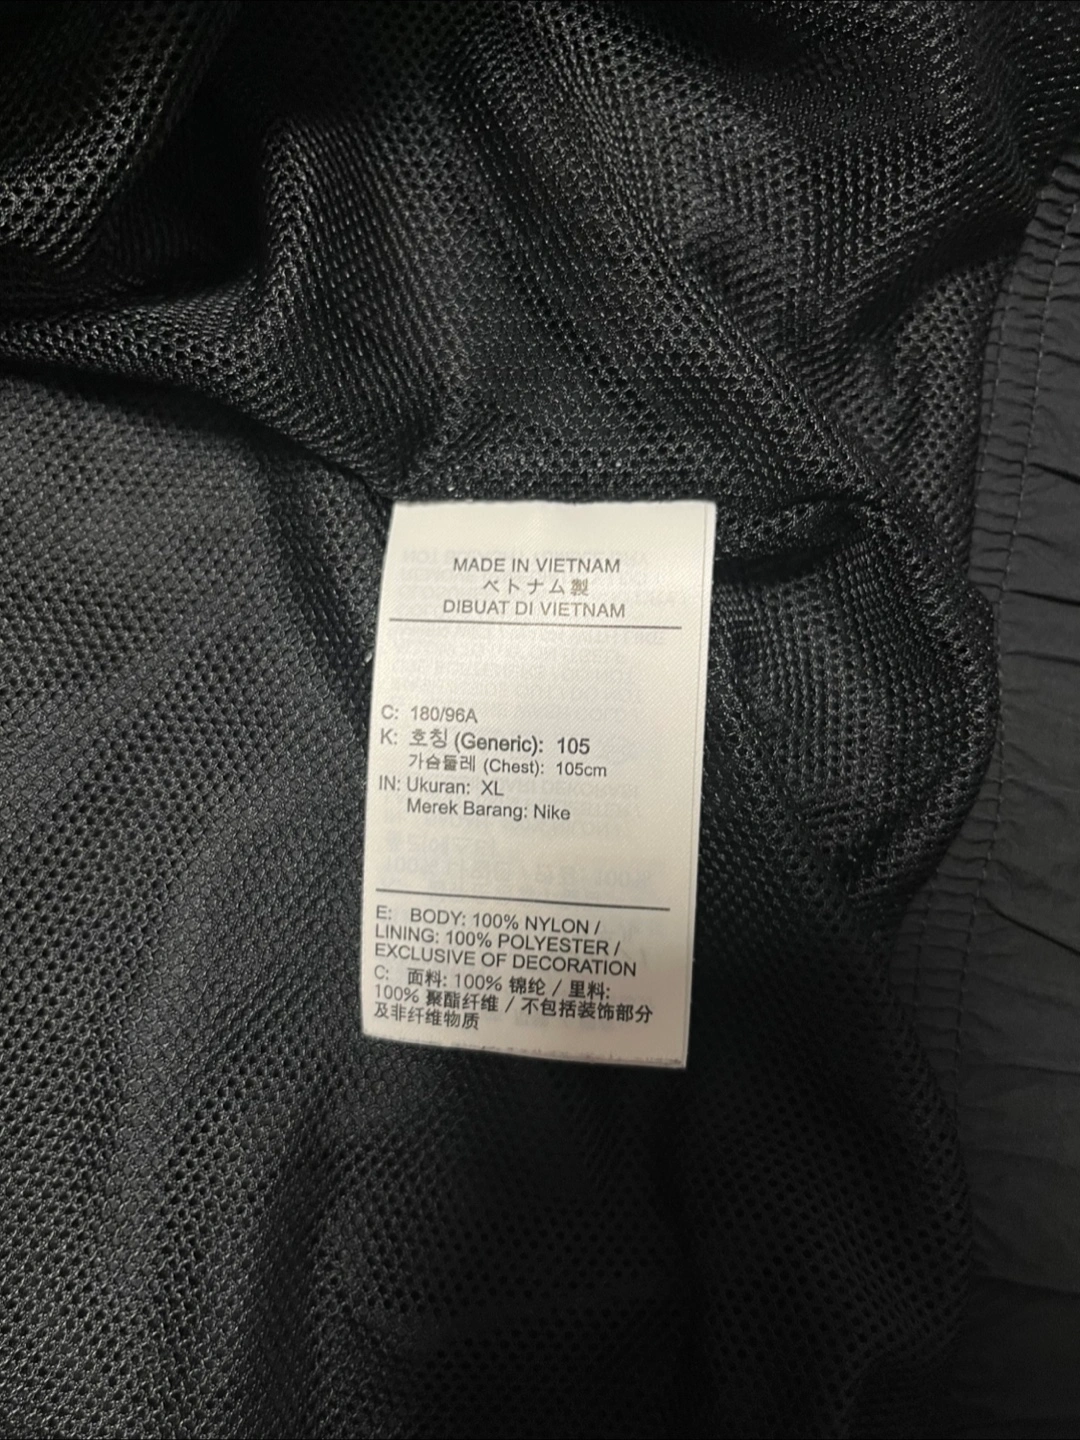 MADE IN VIETNAM
ベトナム製
DIBUAT DI VIETNAM
C: 180/96A
K: 호칭 (Generic): 105
가슴둘레 (Chest): 105cm
IN: Ukuran: XL
Merek Barang: Nike
E: BODY: 100% NYLON /
LINING: 100% POLYESTER /
EXCLUSIVE OF DECORATION
C: 面料: 100% 锦纶 / 里料:
100% 聚酯纤维 / 不包括装饰部分
及非纤维物质